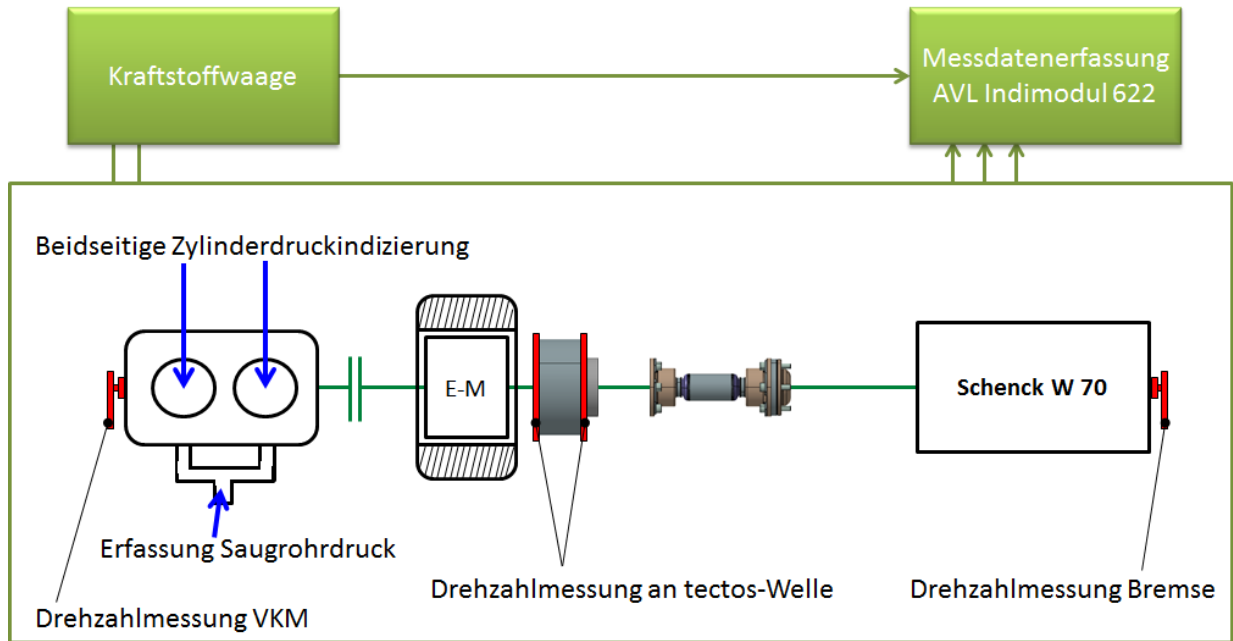 Kraftstoffwaage
Messdatenerfassung
AVL Indimodul 622
Beidseitige Zylinderdruckindizierung
E-M
Schenck W 70
Erfassung Saugrohrdruck
Drehzahlmessung an tectos-Welle
Drehzahlmessung Bremse
Drehzahlmessung VKM